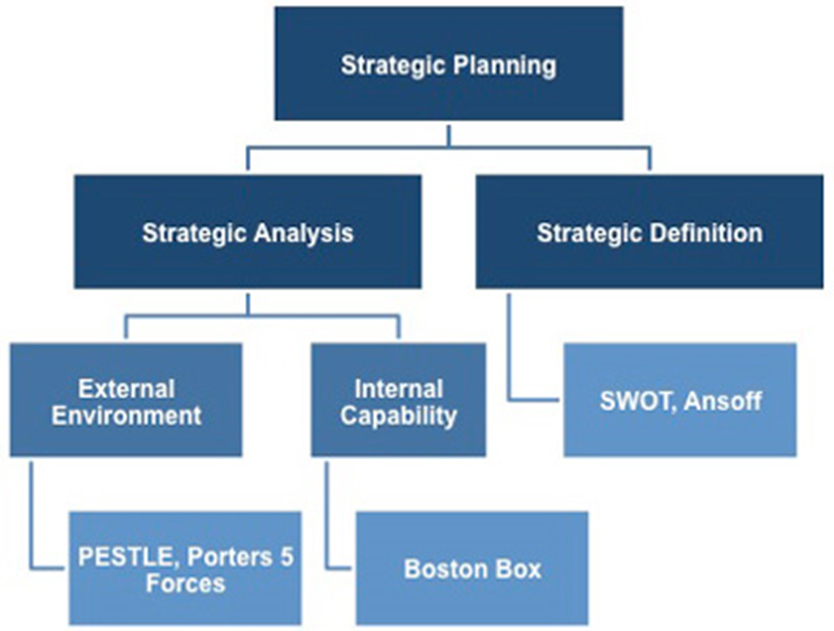 Strategic Planning
Strategic Analysis
Strategic Definition
External
Environment
Internal
Capability
SWOT, Ansoff
PESTLE, Porters 5
Forces
Boston Box